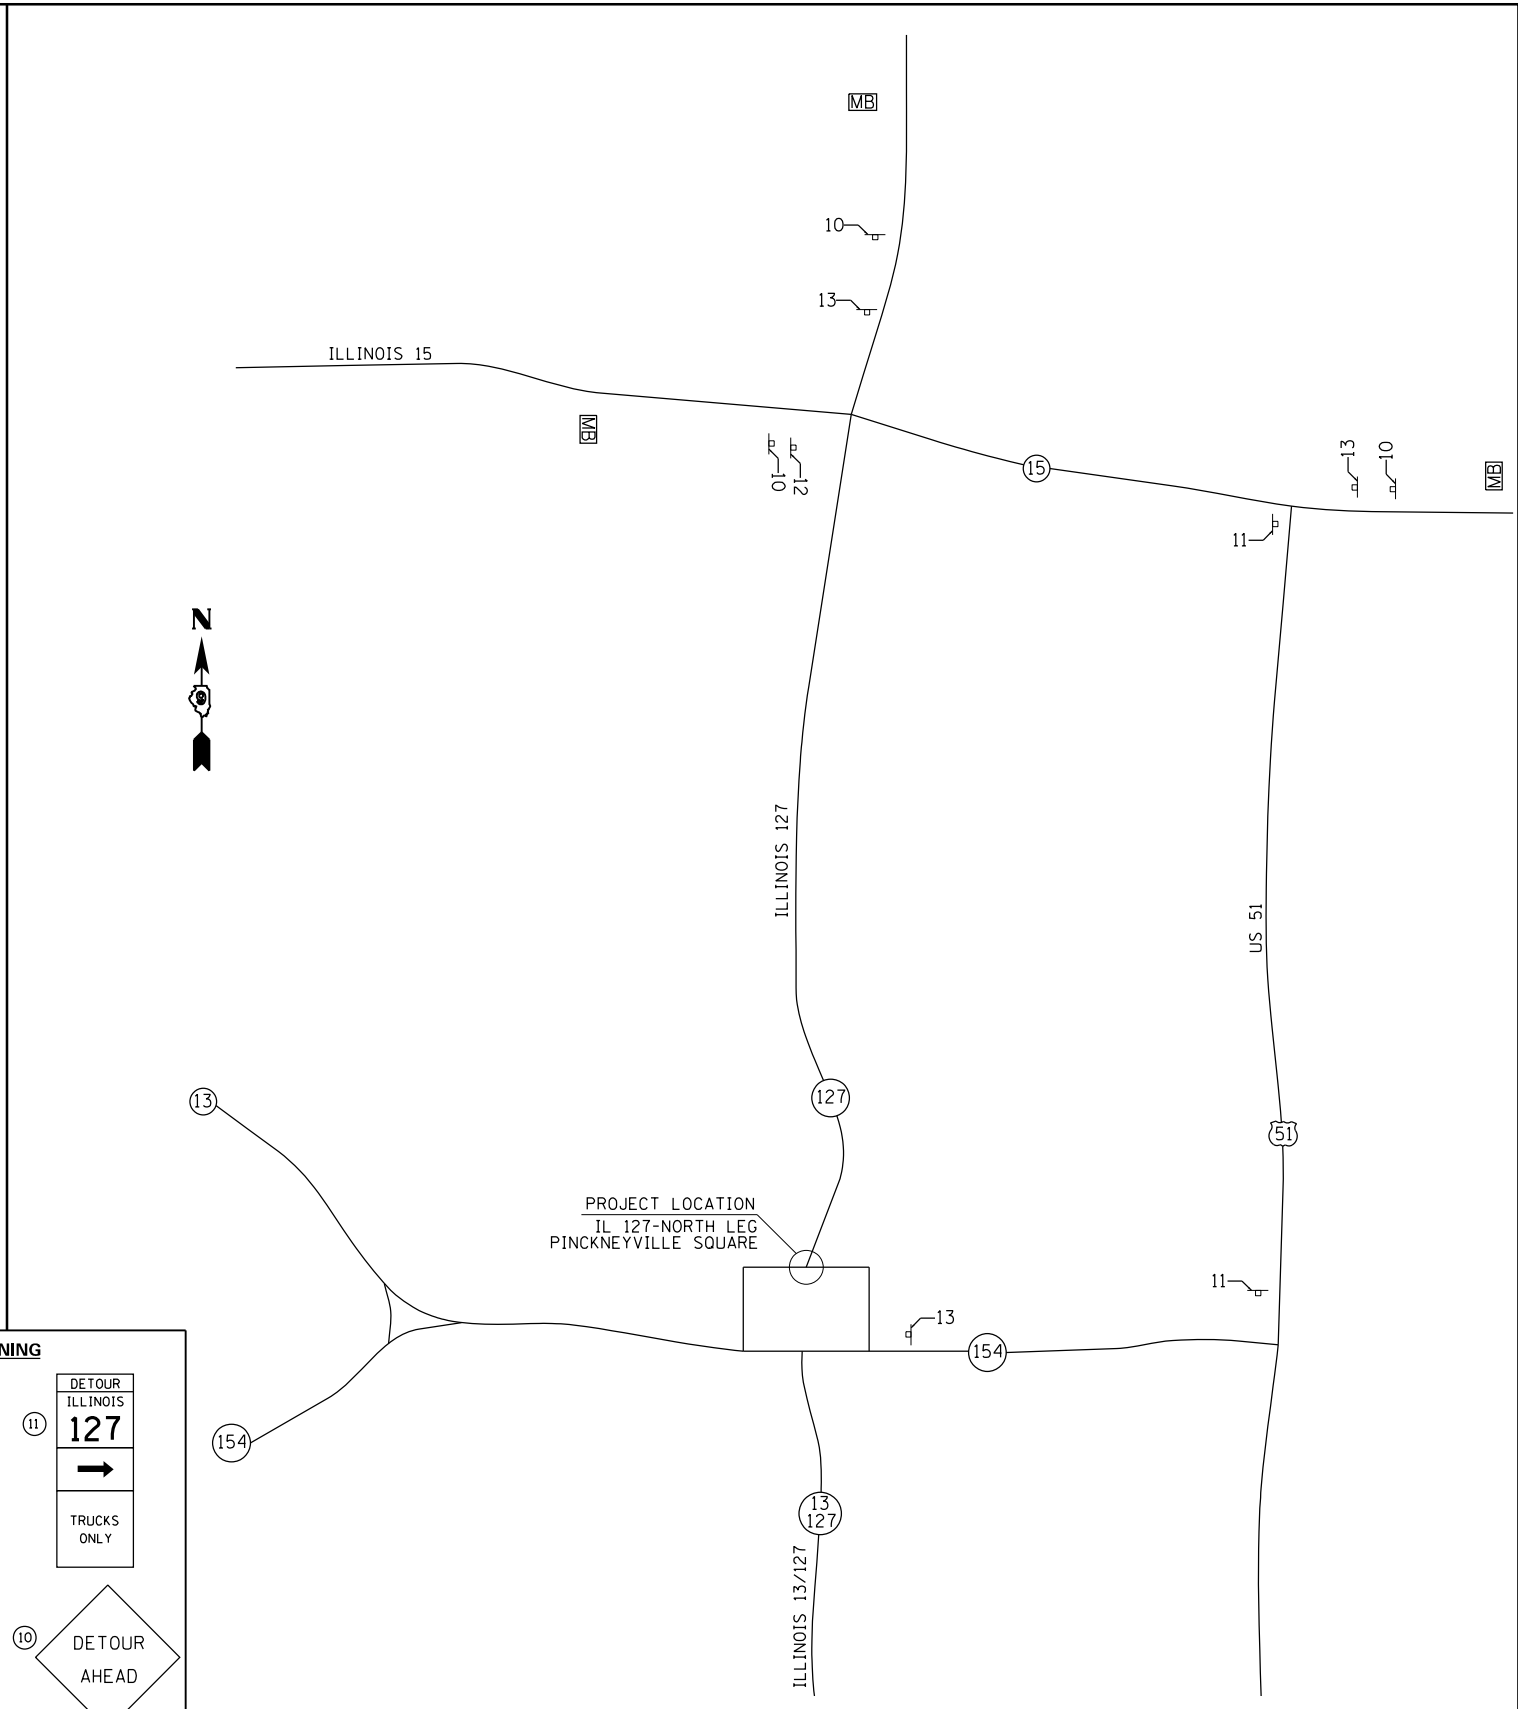 MB
10
13
ILLINOIS 15
MB
10
12
15
13
10
MB
11
N
ILLINOIS 127
US 51
13
127
51
PROJECT LOCATION
IL 127-NORTH LEG
PINCKNEYVILLE SQUARE
11
13
154
154
13
127
ILLINOIS 13/127
NING
11
DETOUR
ILLINOIS
127
TRUCKS
ONLY
10
DETOUR
AHEAD